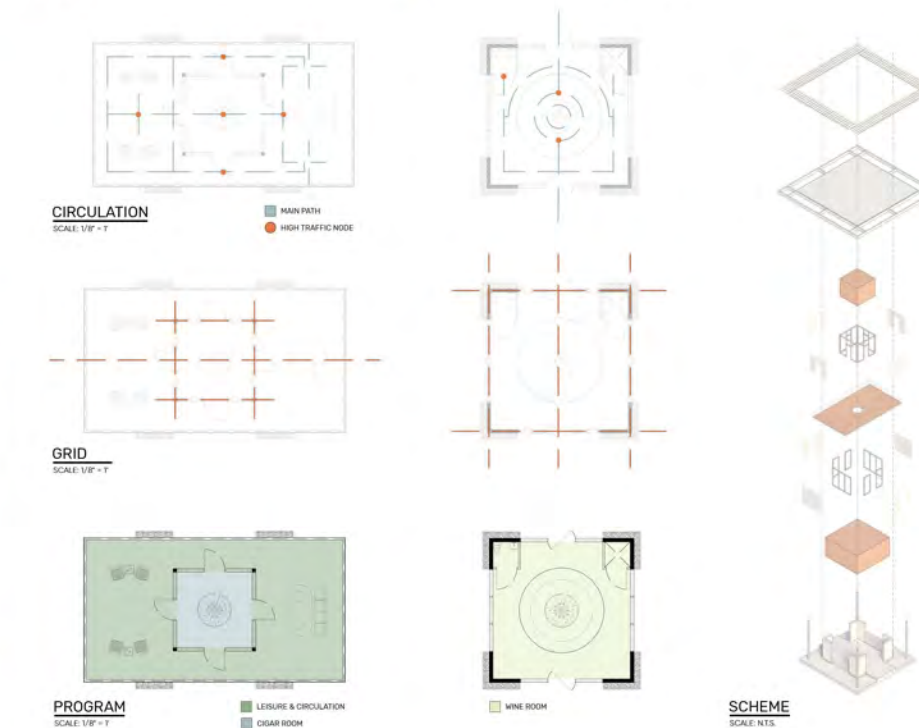 CIRCULATION
SCALE: 1/8" = 1'
MAIN PATH
HIGH TRAFFIC NODE
GRID
SCALE: 1/8" = 1'
PROGRAM
SCALE: 1/8" = 1'
LEISURE & CIRCULATION
CIGAR ROOM
WINE ROOM
SCHEME
SCALE: N.T.S.